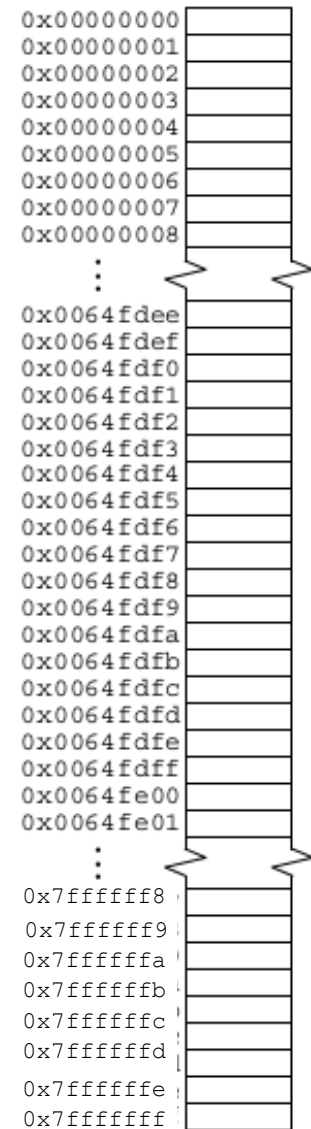 0x00000000
0x00000001
0x00000002
0x00000003
0x00000004
0x00000005
0x00000006
0x00000007
0x00000008
⋮
0x0064fdee
0x0064fdef
0x0064fdf0
0x0064fdf1
0x0064fdf2
0x0064fdf3
0x0064fdf4
0x0064fdf5
0x0064fdf6
0x0064fdf7
0x0064fdf8
0x0064fdf9
0x0064fdfa
0x0064fdfb
0x0064fdfc
0x0064fdfd
0x0064fdfe
0x0064fdff
0x0064fe00
0x0064fe01
⋮
0x7ffffff8
0x7ffffff9
0x7ffffffa
0x7ffffffb
0x7ffffffc
0x7ffffffd
0x7ffffffe
0x7fffffff